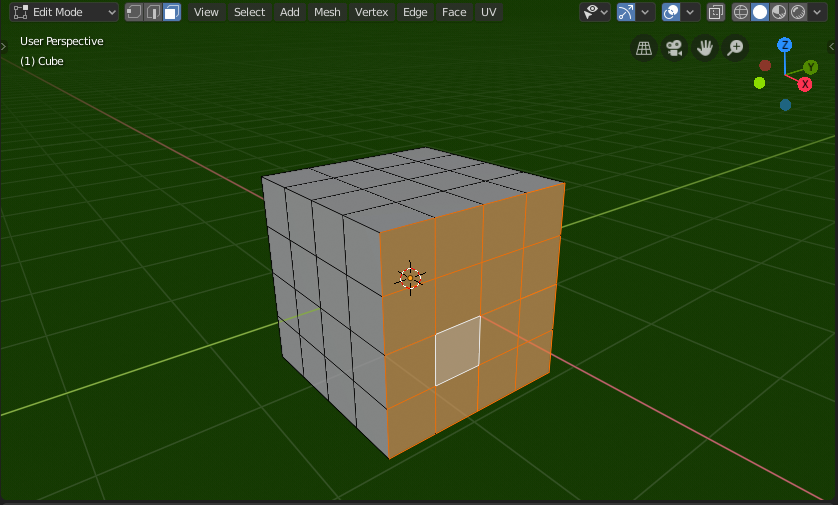 Edit Mode View Select Add Mesh Vertex Edge Face UV
User Perspective
(1) Cube
Z
Y
X